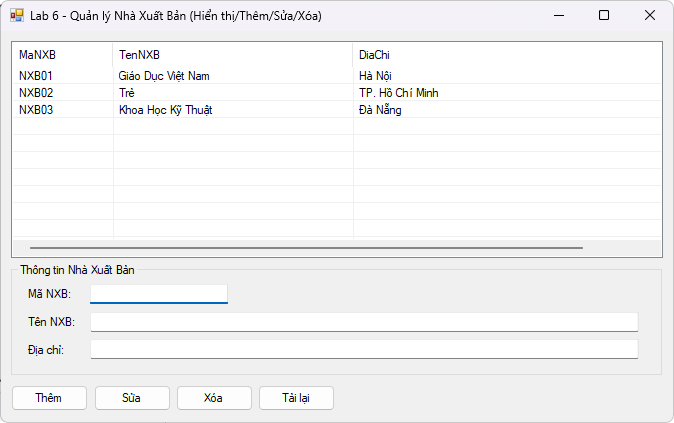 Lab 6 - Quản lý Nhà Xuất Bản (Hiển thị/Thêm/Sửa/Xóa)
MaNXB TenNXB DiaChi
NXB01 Giáo Dục Việt Nam Hà Nội
NXB02 Trẻ TP. Hồ Chí Minh
NXB03 Khoa Học Kỹ Thuật Đà Nẵng
Thông tin Nhà Xuất Bản
Mã NXB:
Tên NXB:
Địa chỉ:
Thêm Sửa Xóa Tải lại